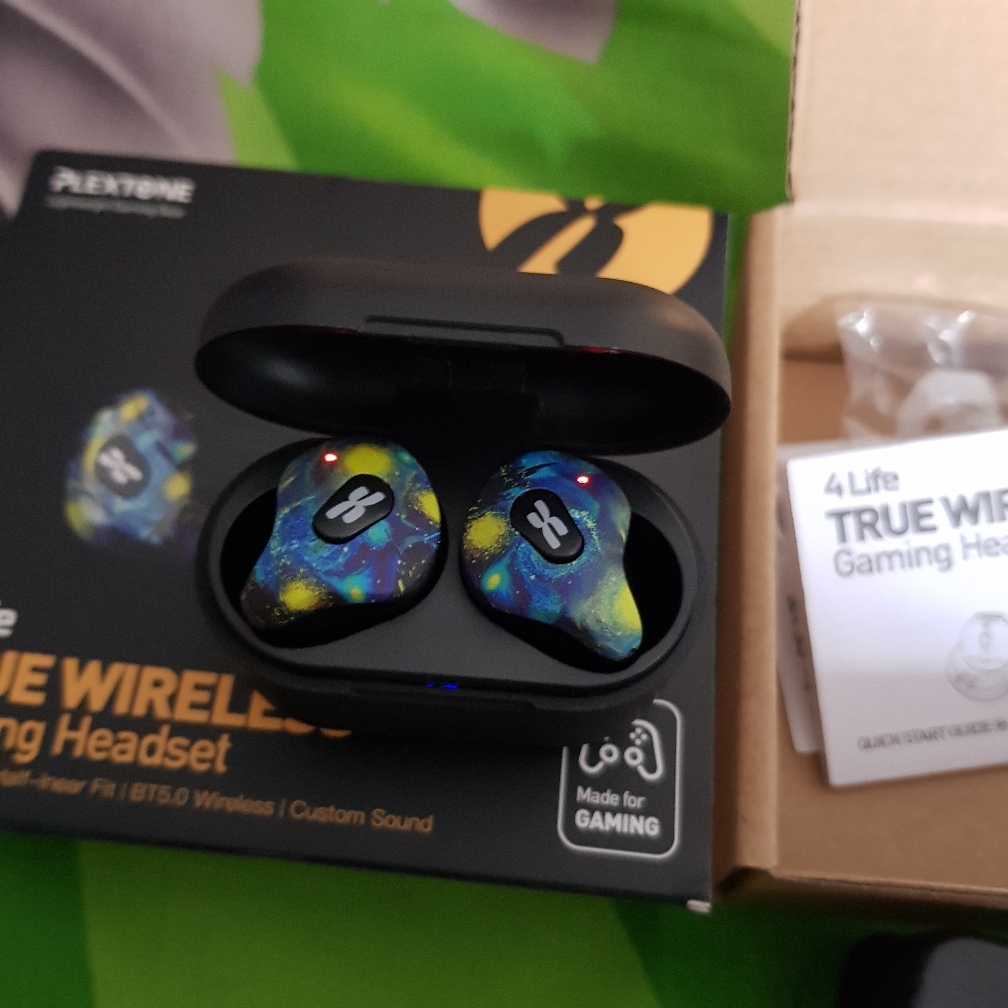 PLEXTONE
UE WIRELESS
ng Headset
Half-inear Fit | BT5.0 Wireless | Custom Sound
Made for
GAMING
4 Life
TRUE WIR
Gaming Hea
QUICK START GUIDE